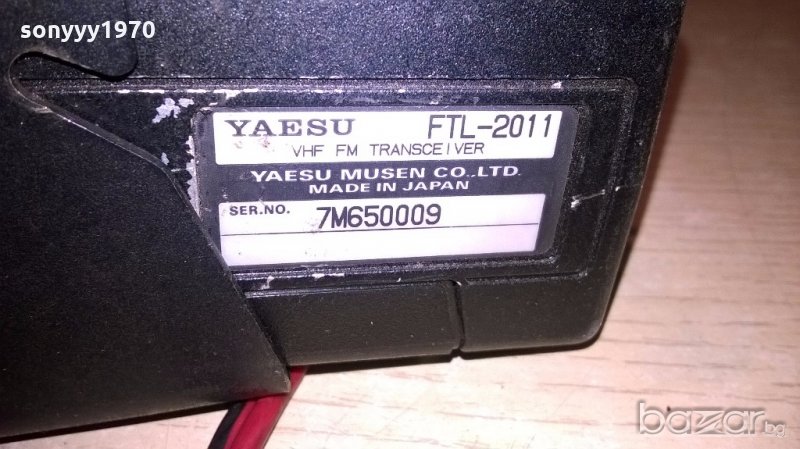 sonyyy1970
YAESU FTL-2011
VHF FM TRANSCEIVER
YAESU MUSEN CO.,LTD.
MADE IN JAPAN
SER.NO. 7M650009
bazar.bg